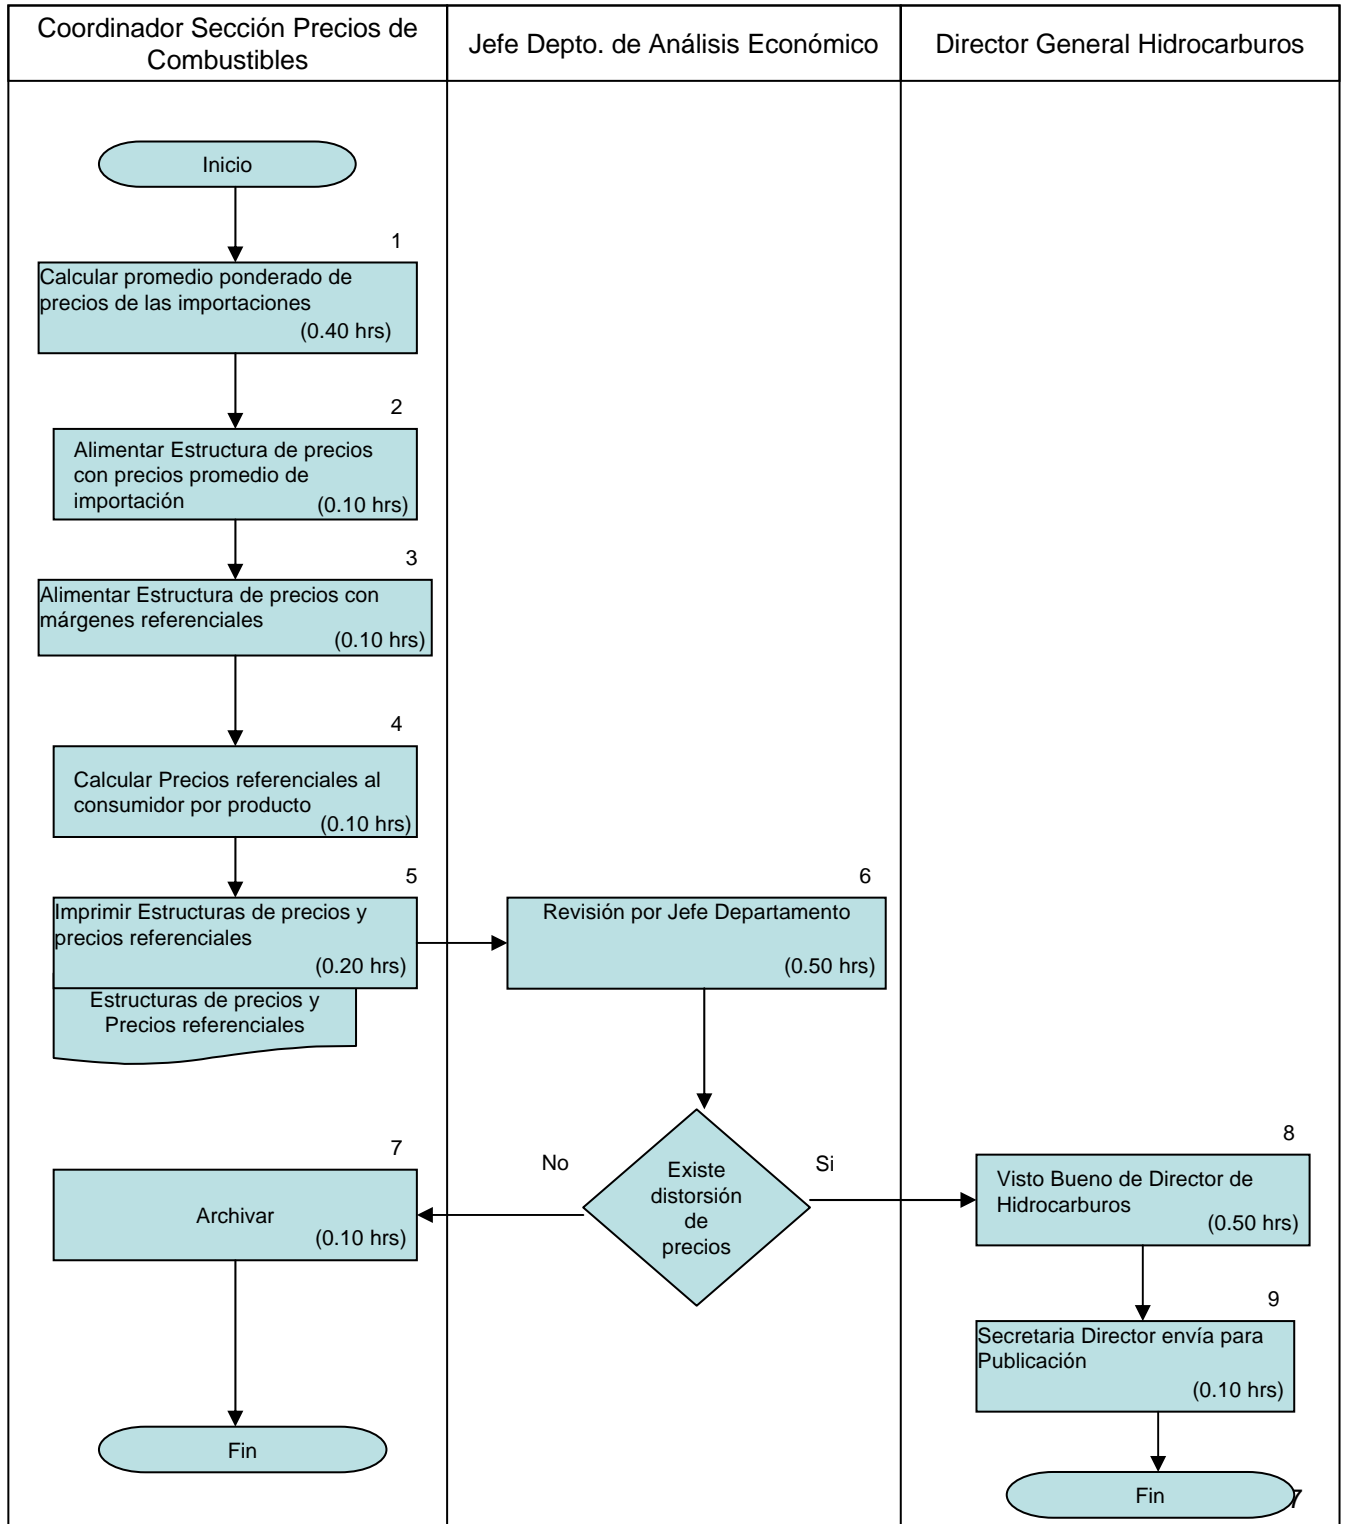 Coordinador Sección Precios de
Combustibles
Jefe Depto. de Análisis Económico
Director General Hidrocarburos
Inicio
1
Calcular promedio ponderado de
precios de las importaciones
(0.40 hrs)
2
Alimentar Estructura de precios
con precios promedio de
importación
(0.10 hrs)
3
Alimentar Estructura de precios con
márgenes referenciales
(0.10 hrs)
4
Calcular Precios referenciales al
consumidor por producto
(0.10 hrs)
5
Imprimir Estructuras de precios y
precios referenciales
(0.20 hrs)
Estructuras de precios y
Precios referenciales
6
Revisión por Jefe Departamento
(0.50 hrs)
Existe
distorsión
de
precios
No
Si
7
Archivar
(0.10 hrs)
Fin
8
Visto Bueno de Director de
Hidrocarburos
(0.50 hrs)
9
Secretaria Director envía para
Publicación
(0.10 hrs)
Fin
7